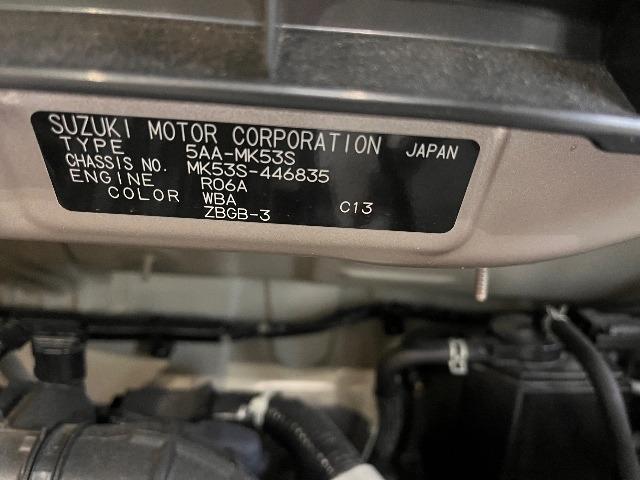 SUZUKI MOTOR CORPORATION JAPAN
TYPE 5AA-MK53S
CHASSIS NO. MK53S-446835
ENGINE R06A
COLOR WBA C13
ZBGB-3